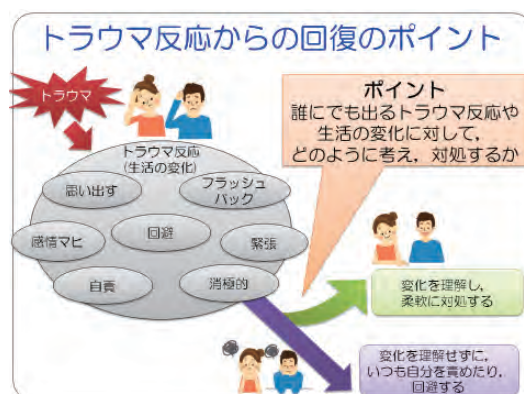 トラウマ反応からの回復のポイント
トラウマ
ポイント
誰にでも出るトラウマ反応や
生活の変化に対して,
どのように考え,対処するか
トラウマ反応
(生活の変化)
思い出す
フラッシュ
バック
感情マヒ
回避
緊張
自責
消極的
変化を理解し,
柔軟に対処する
変化を理解せずに,
いつも自分を責めたり,
回避する